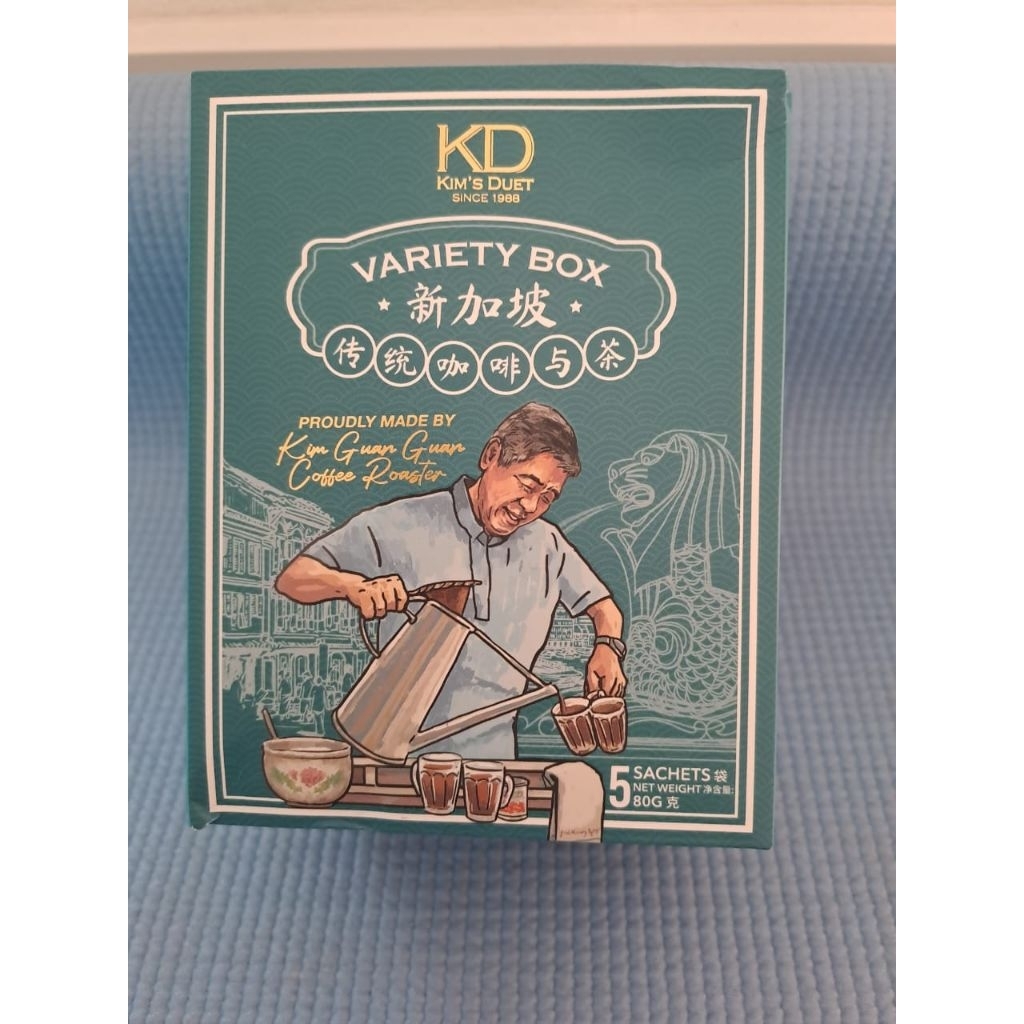 KD
KIM'S DUET
SINCE 1988
VARIETY BOX
新加坡
传统咖啡与茶
PROUDLY MADE BY
Kim Guan Guan
Coffee Roaster
5 SACHETS 袋
NET WEIGHT 净含量:
80G 克